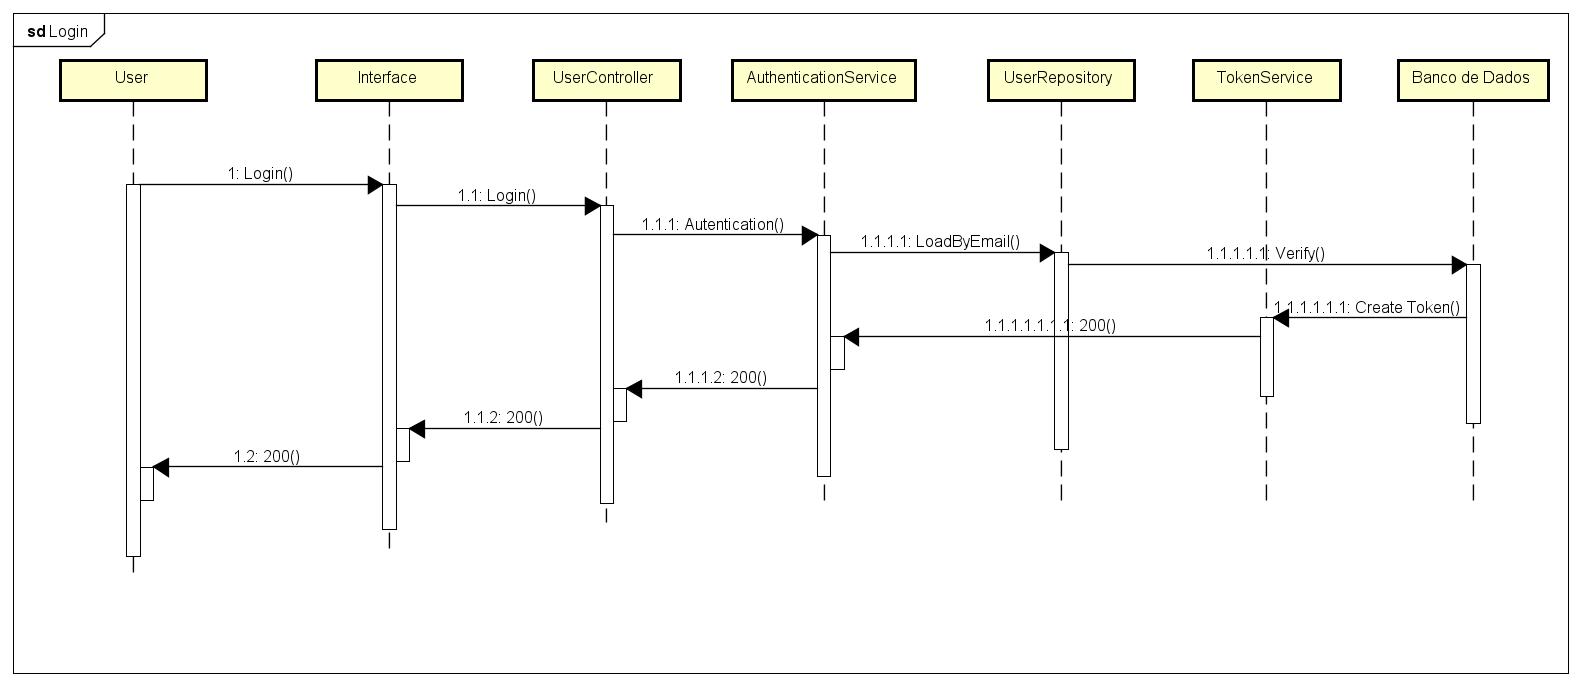 sd Login
User
Interface
UserController
AuthenticationService
UserRepository
TokenService
Banco de Dados
1: Login()
1.1: Login()
1.1.1: Autentication()
1.1.1.1: LoadByEmail()
1.1.1.1.1: Verify()
1.1.1.1.1.1: Create Token()
1.1.1.1.1.1.1: 200()
1.1.1.2: 200()
1.1.2: 200()
1.2: 200()